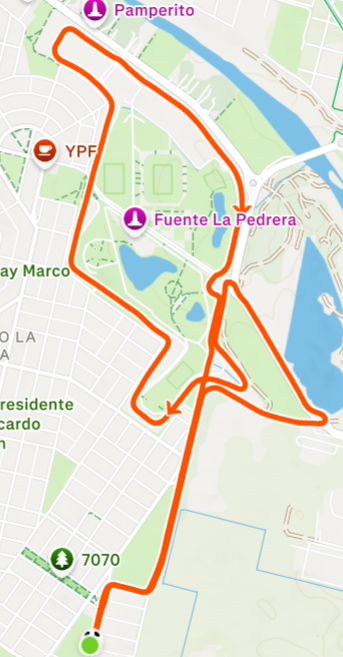 Pamperito
YPF
Fuente La Pedrera
ay Marco
O LA
A
residente
cardo
n
7070